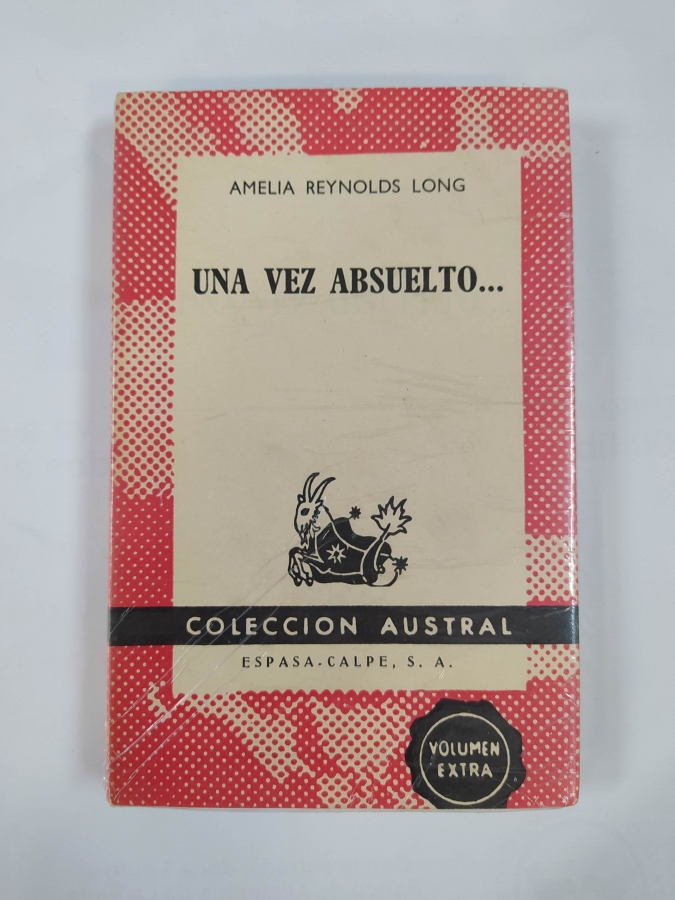 AMELIA REYNOLDS LONG
UNA VEZ ABSUELTO...
COLECCION AUSTRAL
ESPASA-CALPE, S. A.
VOLUMEN
EXTRA